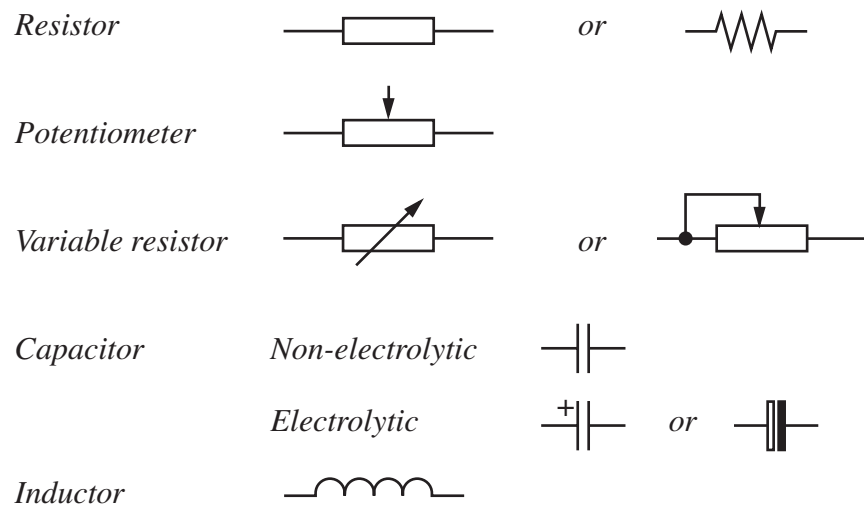 Resistor or
Potentiometer
Variable resistor or
Capacitor Non-electrolytic
Electrolytic + or
Inductor